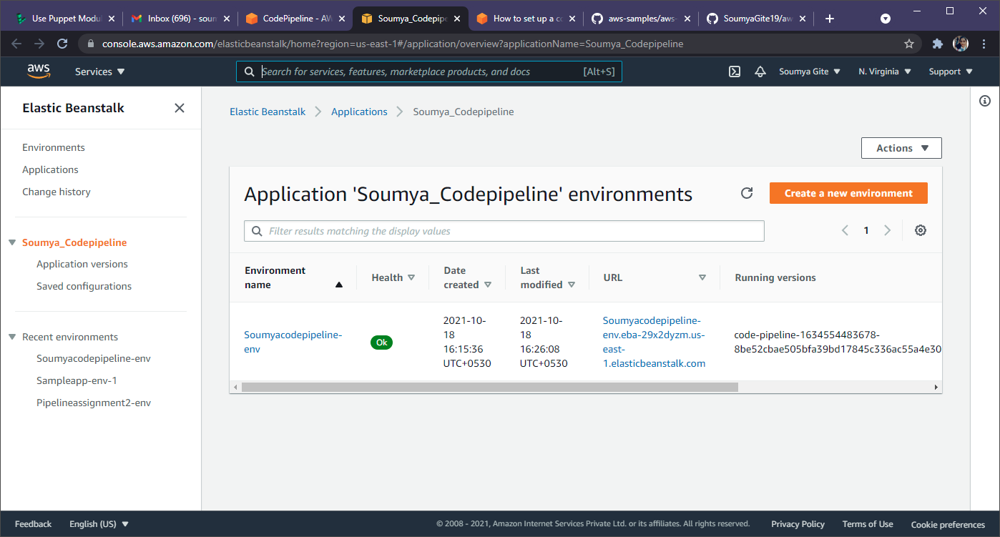 Use Puppet Modu
Inbox (696) - soum
CodePipeline - AW
Soumya_Codepipe
How to set up a co
aws-samples/aws-
SoumyaGite19/aw
console.aws.amazon.com/elasticbeanstalk/home?region=us-east-1#/application/overview?applicationName=Soumya_Codepipeline
aws
Services
Search for services, features, marketplace products, and docs
[Alt+S]
Soumya Gite
N. Virginia
Support
Elastic Beanstalk
Environments
Applications
Change history
Soumya_Codepipeline
Application versions
Saved configurations
Recent environments
Soumyacodepipeline-env
Sampleapp-env-1
Pipelineassignment2-env
Elastic Beanstalk
Applications
Soumya_Codepipeline
Actions
Application 'Soumya_Codepipeline' environments
Create a new environment
Filter results matching the display values
1
Environment
name
Health
Date
created
Last
modified
URL
Running versions
Soumyacodepipeline-
env
Ok
2021-10-
18
16:15:36
UTC+0530
2021-10-
18
16:26:08
UTC+0530
Soumyacodepipeline-
env.eba-29x2dyzm.us-
east-
1.elasticbeanstalk.com
code-pipeline-1634554483678-
8be52cbae505bfa39bd17845c336ac55a4e30
Feedback
English (US)
© 2008 - 2021, Amazon Internet Services Private Ltd. or its affiliates. All rights reserved.
Privacy Policy
Terms of Use
Cookie preferences